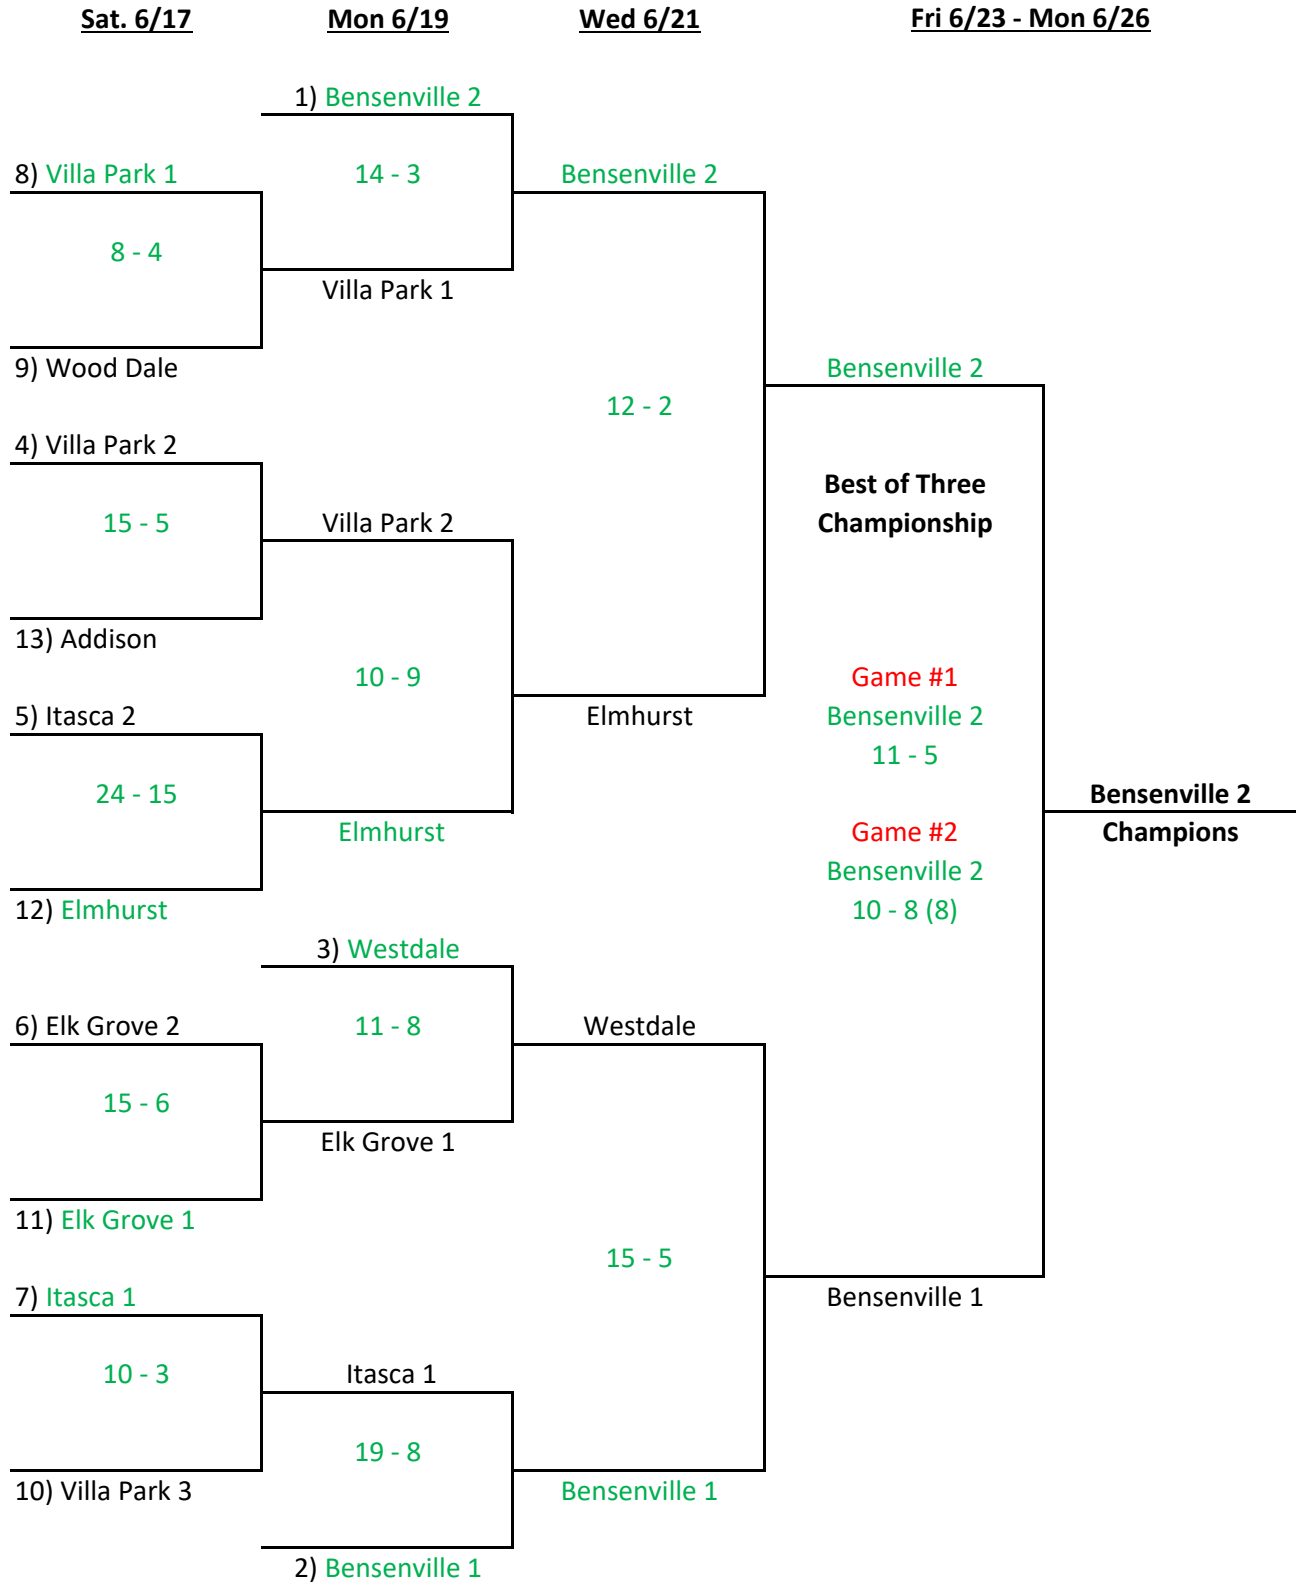 Sat. 6/17
Mon 6/19
Wed 6/21
Fri 6/23 - Mon 6/26
1) Bensenville 2
8) Villa Park 1
14 - 3
Bensenville 2
8 - 4
Villa Park 1
9) Wood Dale
Bensenville 2
12 - 2
4) Villa Park 2
Best of Three
Championship
15 - 5
Villa Park 2
13) Addison
10 - 9
Game #1
5) Itasca 2
Elmhurst
Bensenville 2
11 - 5
24 - 15
Bensenville 2
Elmhurst
Game #2
Champions
Bensenville 2
12) Elmhurst
10 - 8 (8)
3) Westdale
6) Elk Grove 2
11 - 8
Westdale
15 - 6
Elk Grove 1
11) Elk Grove 1
15 - 5
7) Itasca 1
Bensenville 1
10 - 3
Itasca 1
19 - 8
10) Villa Park 3
Bensenville 1
2) Bensenville 1